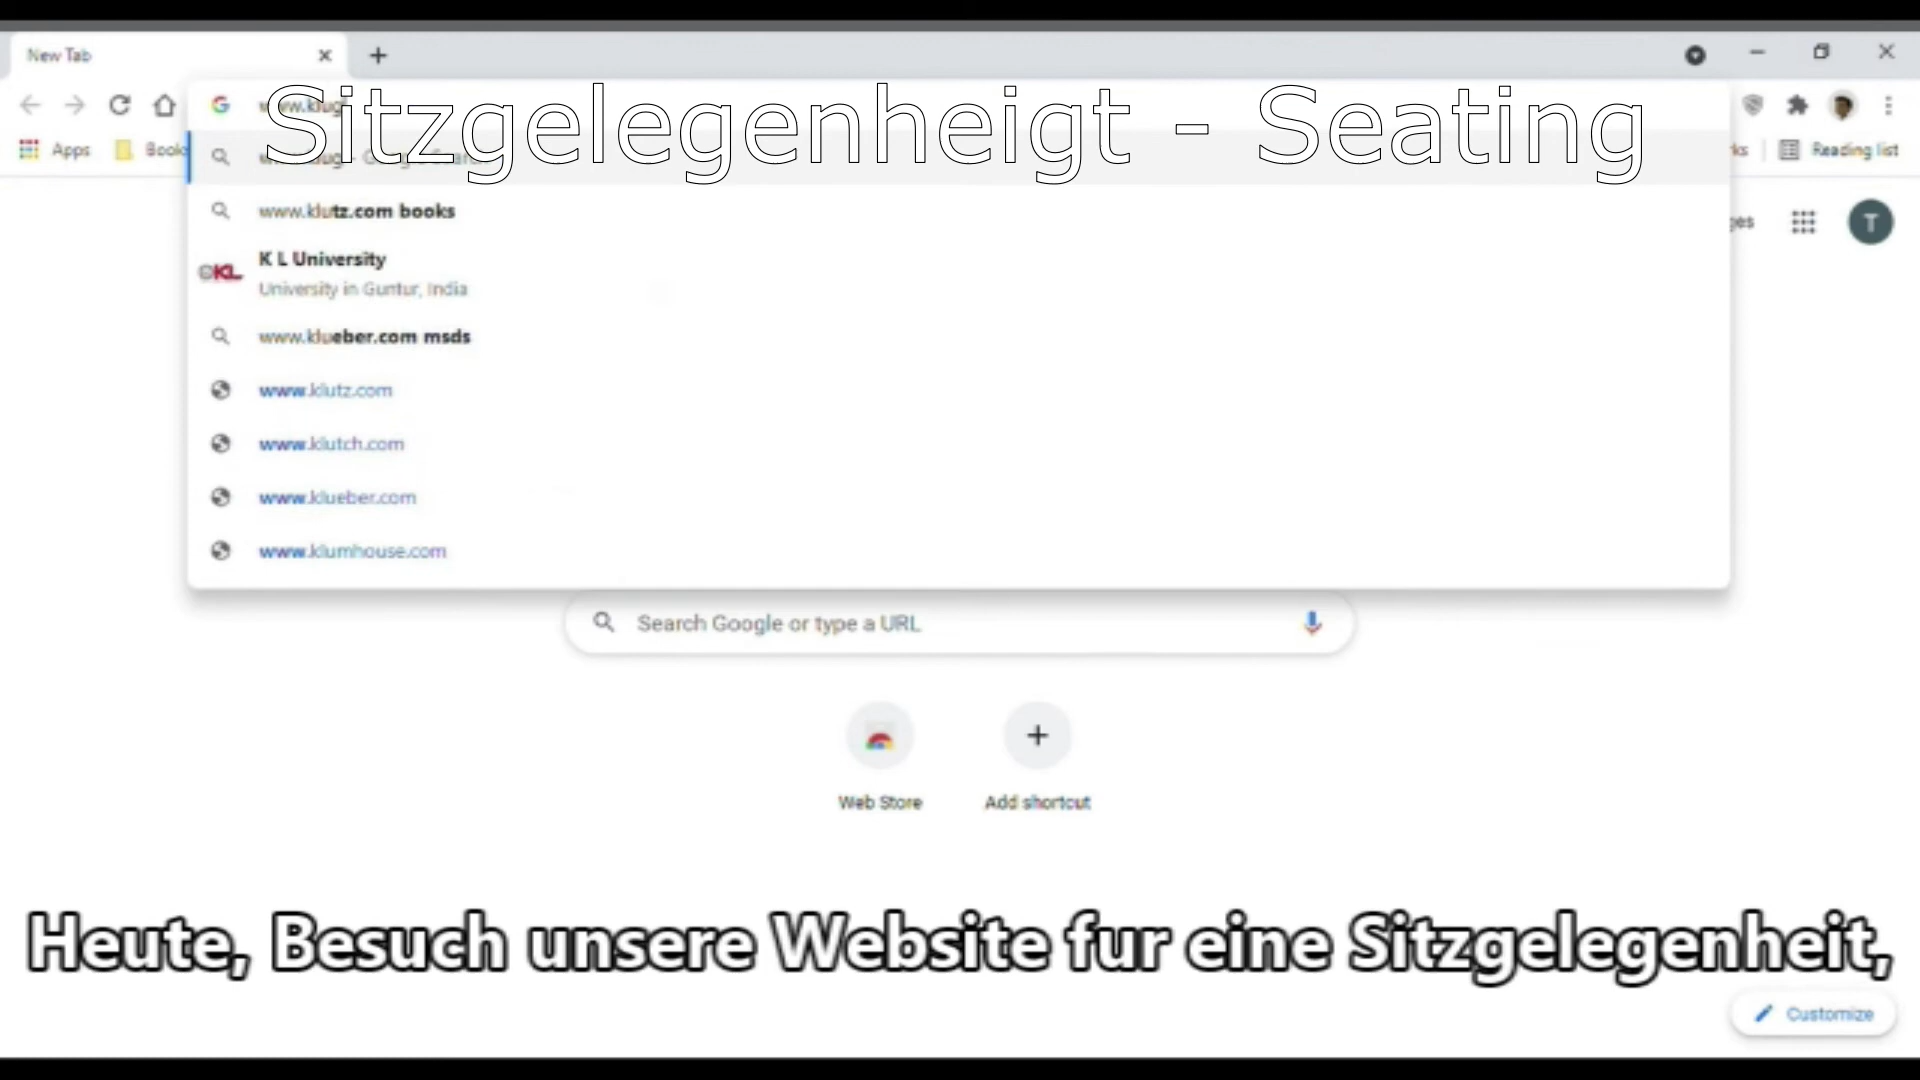 New Tab
www.klug
Sitzgelegenheigt - Seating
Apps
www.klutz.com books
Reading list
K L University
University in Guntur, India
www.klueber.com msds
www.klutz.com
www.klutch.com
www.klueber.com
www.klumhouse.com
T
Search Google or type a URL
Web Store
Add shortcut
Heute, Besuch unsere Website fur eine Sitzgelegenheit,
Customize